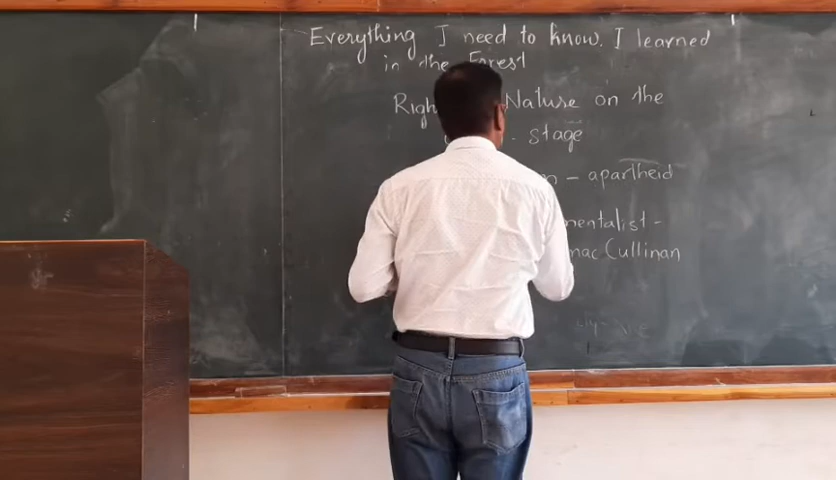 Everything I need to know. I learned
in the Forest
Nature on the
stage
- apartheid
mentalist -
mac Cullinan